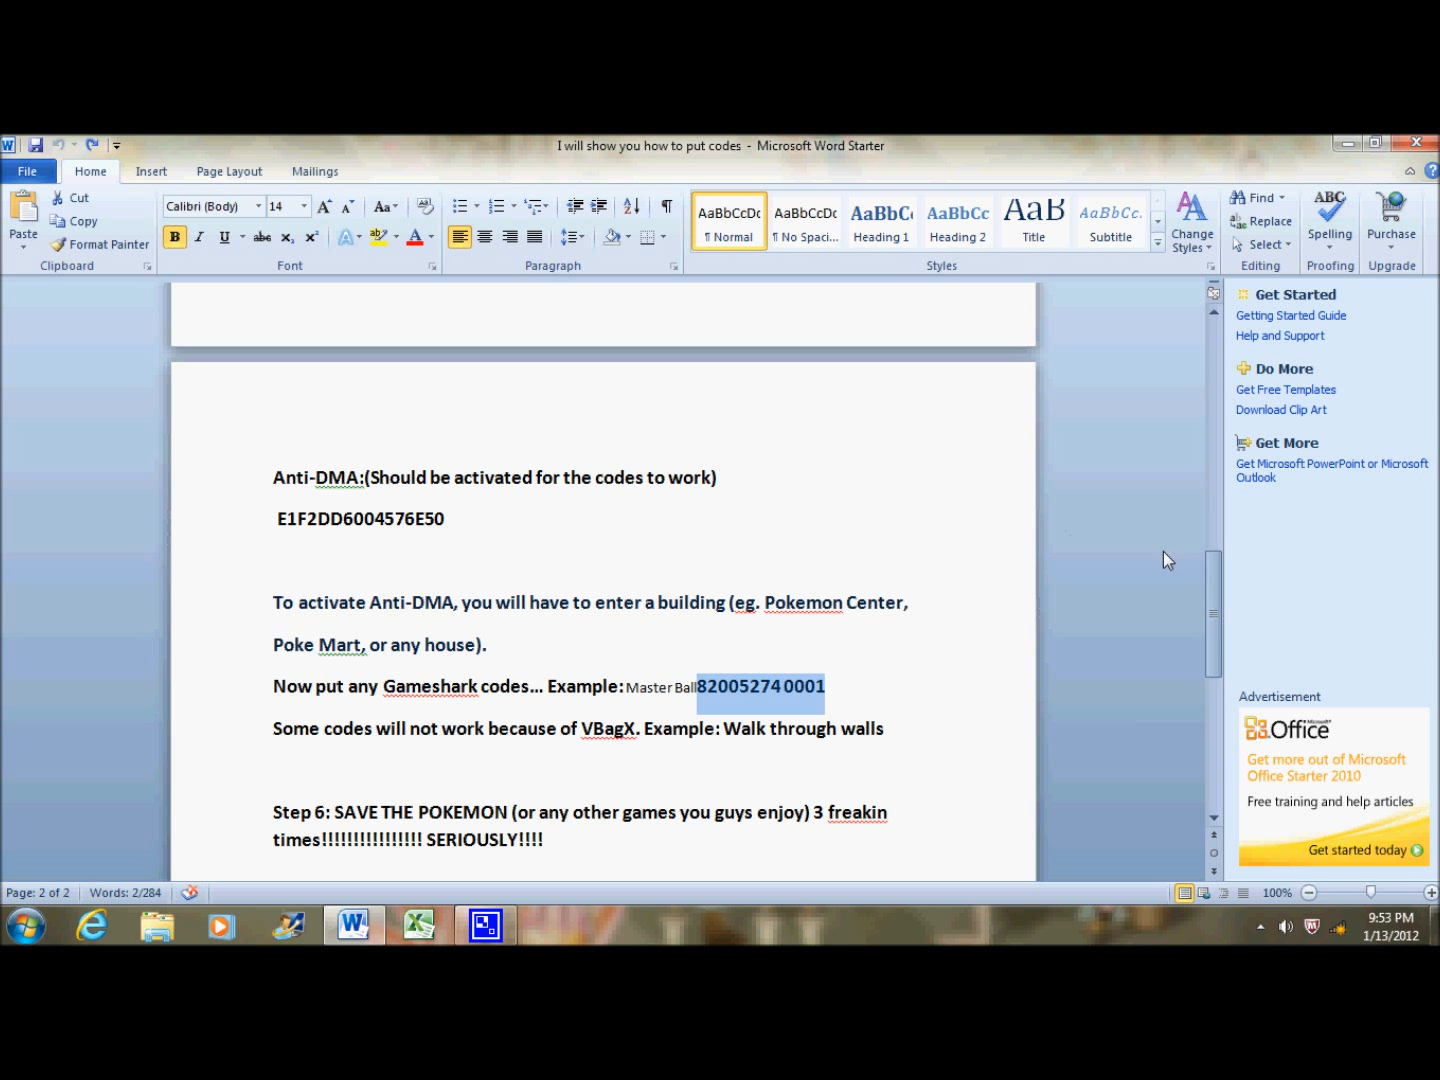 I will show you how to put codes - Microsoft Word Starter
File Home Insert Page Layout Mailings
Paste Cut
Copy
Format Painter
Clipboard
Calibri (Body) 14 Aa
B I U abc x₂ x² A A
Font
Paragraph
AaBbCcDc AaBbCcDc AaBbC AaBbCc AaB AaBbCc.
¶ Normal ¶ No Spaci... Heading 1 Heading 2 Title Subtitle
Change Styles
Styles
Find
Replace
Select
Editing
ABC
Spelling
Proofing
Purchase
Upgrade
Anti-DMA:(Should be activated for the codes to work)
E1F2DD6004576E50
To activate Anti-DMA, you will have to enter a building (eg. Pokemon Center,
Poke Mart, or any house).
Now put any Gameshark codes... Example: Master Ball82005274 0001
Some codes will not work because of VBagX. Example: Walk through walls
Step 6: SAVE THE POKEMON (or any other games you guys enjoy) 3 freakin
times!!!!!!!!!!!!!!!! SERIOUSLY!!!!
Get Started
Getting Started Guide
Help and Support
Do More
Get Free Templates
Download Clip Art
Get More
Get Microsoft PowerPoint or Microsoft
Outlook
Advertisement
Microsoft
Office
Get more out of Microsoft
Office Starter 2010
Free training and help articles
Get started today
Page: 2 of 2 Words: 2/284
100%
9:53 PM
1/13/2012